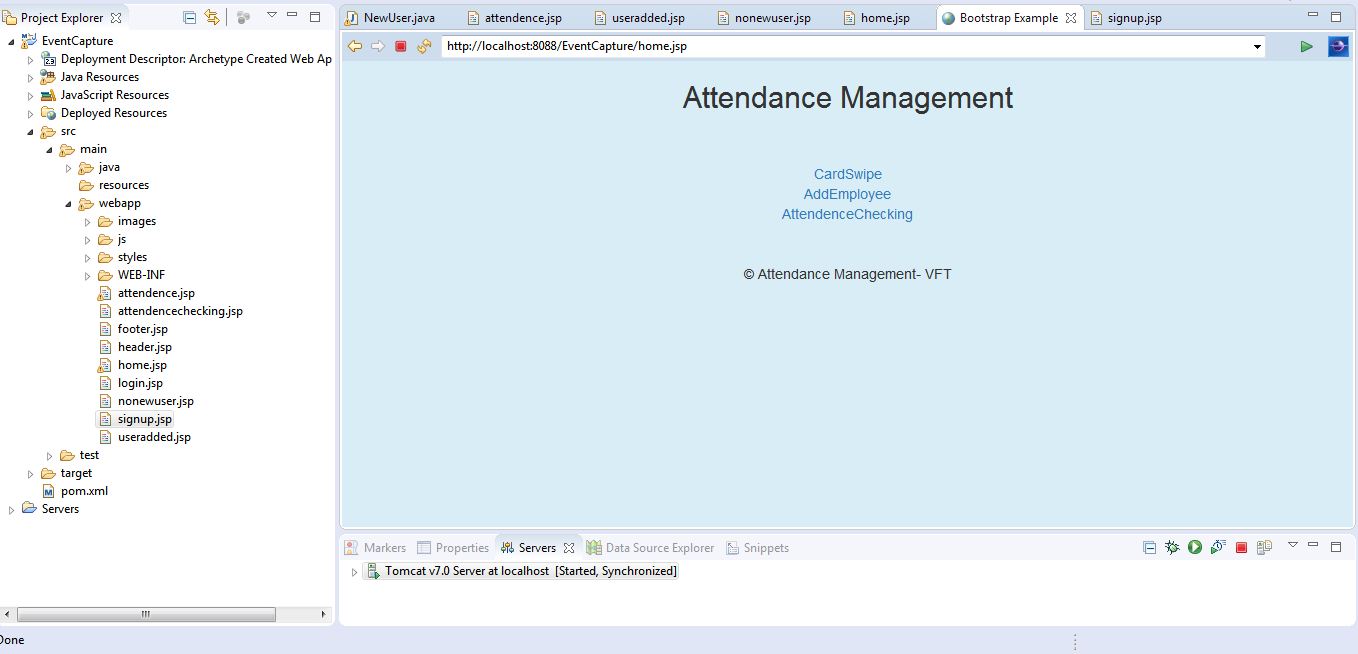 Project Explorer
EventCapture
Deployment Descriptor: Archetype Created Web Ap
Java Resources
JavaScript Resources
Deployed Resources
src
main
java
resources
webapp
images
js
styles
WEB-INF
attendence.jsp
attendencechecking.jsp
footer.jsp
header.jsp
home.jsp
login.jsp
nonewuser.jsp
signup.jsp
useradded.jsp
test
target
pom.xml
Servers
NewUser.java attendence.jsp useradded.jsp nonewuser.jsp home.jsp Bootstrap Example signup.jsp
http://localhost:8088/EventCapture/home.jsp
Attendance Management
CardSwipe
AddEmployee
AttendenceChecking
© Attendance Management- VFT
Markers Properties Servers Data Source Explorer Snippets
Tomcat v7.0 Server at localhost [Started, Synchronized]
Done